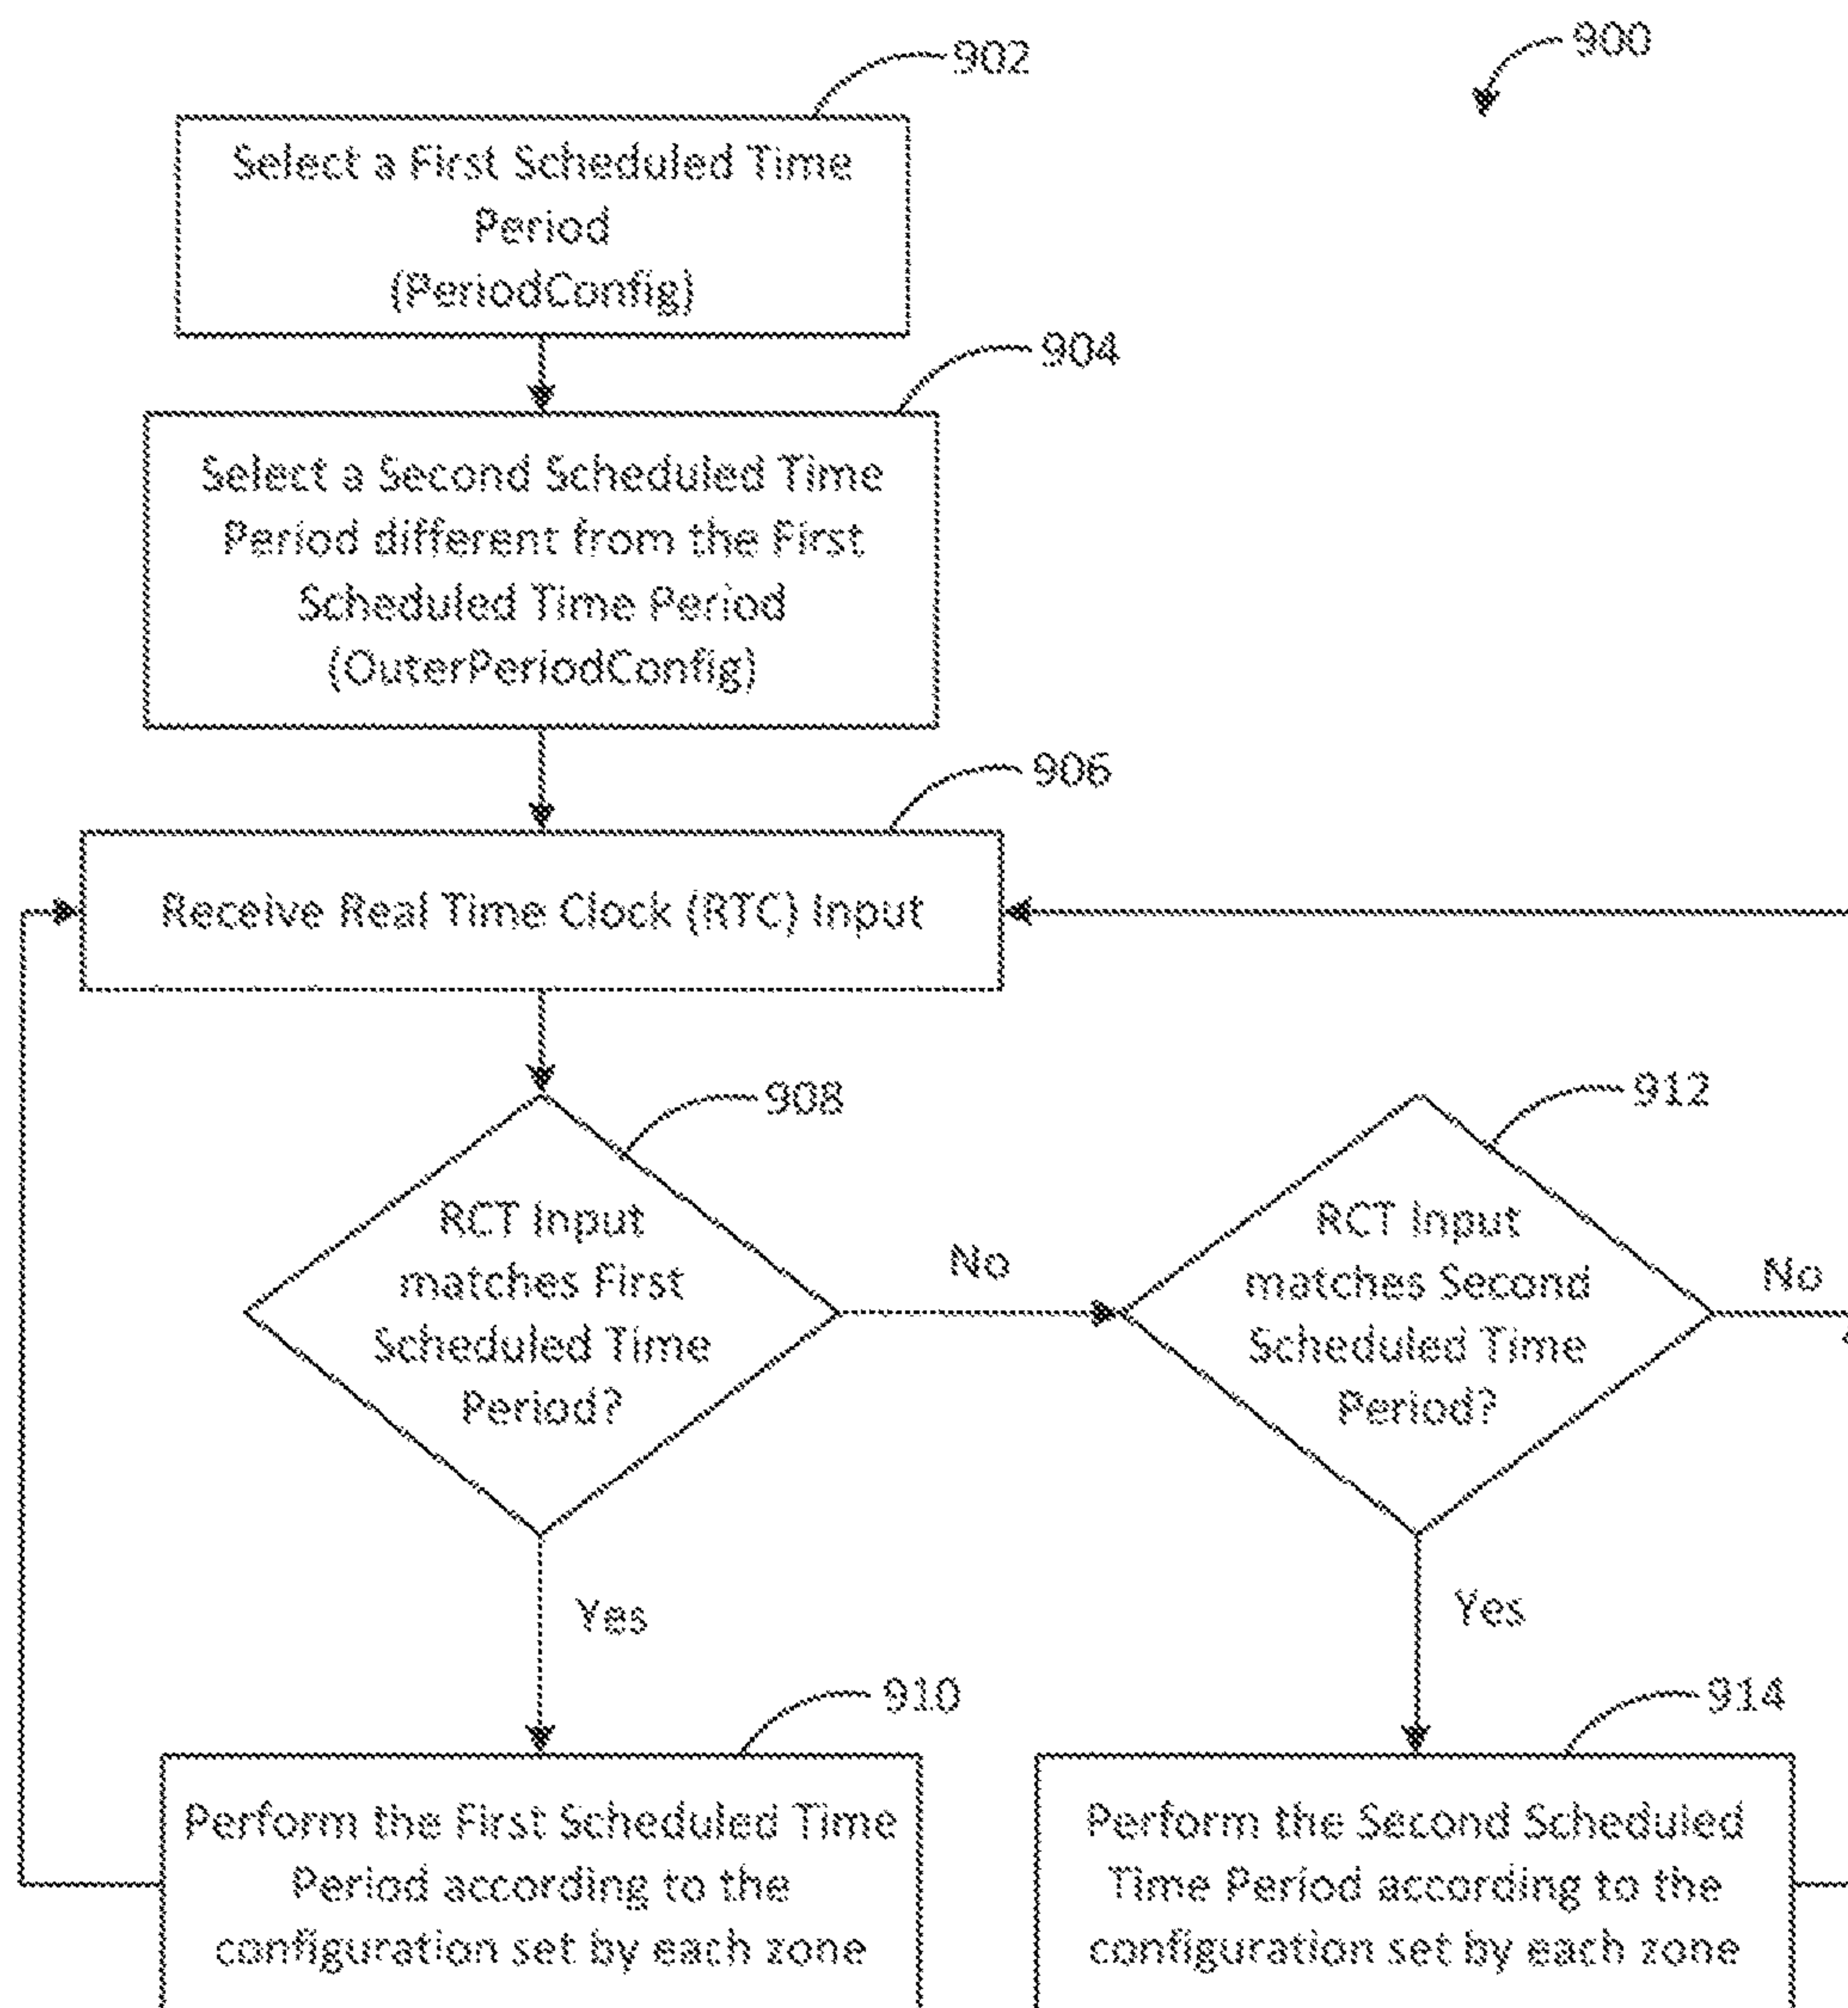 900
902
Select a First Scheduled Time
Period
(PeriodConfig)
904
Select a Second Scheduled Time
Period different from the First
Scheduled Time Period
(OuterPeriodConfig)
906
Receive Real Time Clock (RTC) Input
908
RCT Input
matches First
Scheduled Time
Period?
No
912
RCT Input
matches Second
Scheduled Time
Period?
No
Yes
Yes
910
Perform the First Scheduled Time
Period according to the
configuration set by each zone
914
Perform the Second Scheduled
Time Period according to the
configuration set by each zone